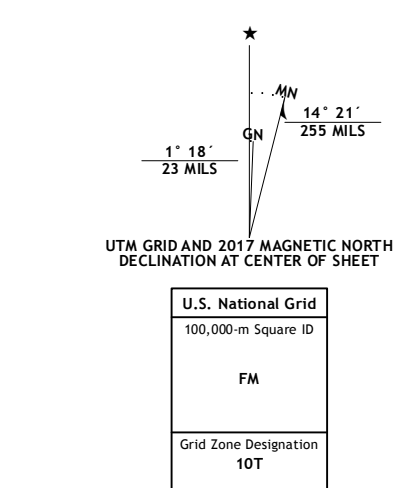 ★
MN
14° 21´
255 MILS
GN
1° 18´
23 MILS
UTM GRID AND 2017 MAGNETIC NORTH
DECLINATION AT CENTER OF SHEET
U.S. National Grid
100,000-m Square ID
FM
Grid Zone Designation
10T